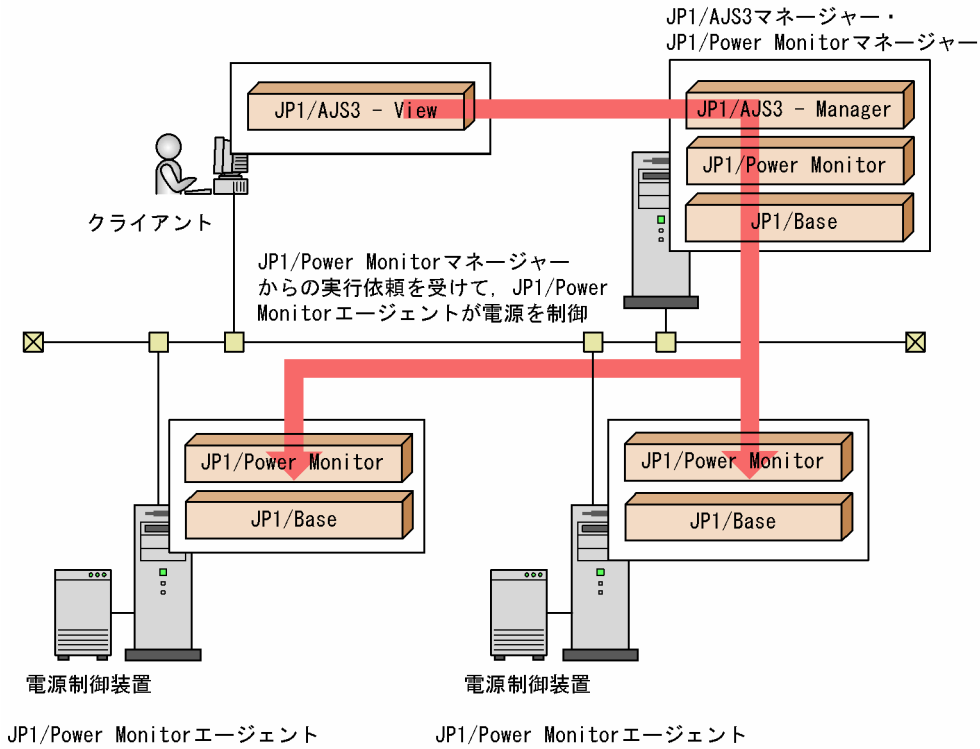 JP1/AJS3マネージャー・
JP1/Power Monitorマネージャー
JP1/AJS3 - View
JP1/AJS3 - Manager
JP1/Power Monitor
JP1/Base
クライアント
JP1/Power Monitorマネージャー
からの実行依頼を受けて，JP1/Power
Monitorエージェントが電源を制御
JP1/Power Monitor
JP1/Base
JP1/Power Monitor
JP1/Base
電源制御装置
電源制御装置
JP1/Power Monitorエージェント
JP1/Power Monitorエージェント